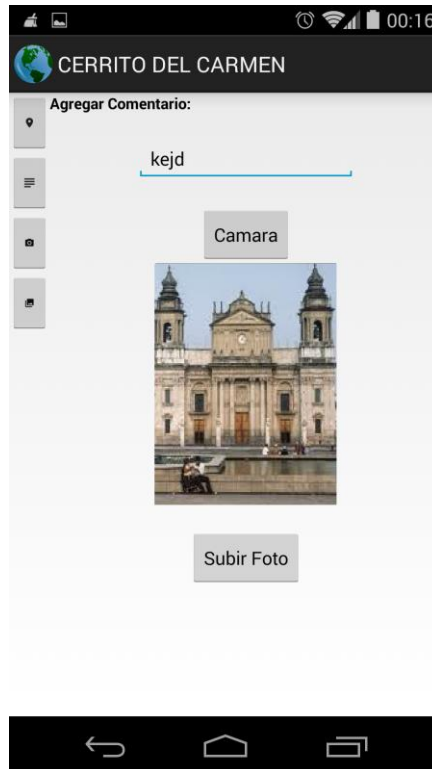 00:16
CERRITO DEL CARMEN
Agregar Comentario:
kejd
Camara
Subir Foto